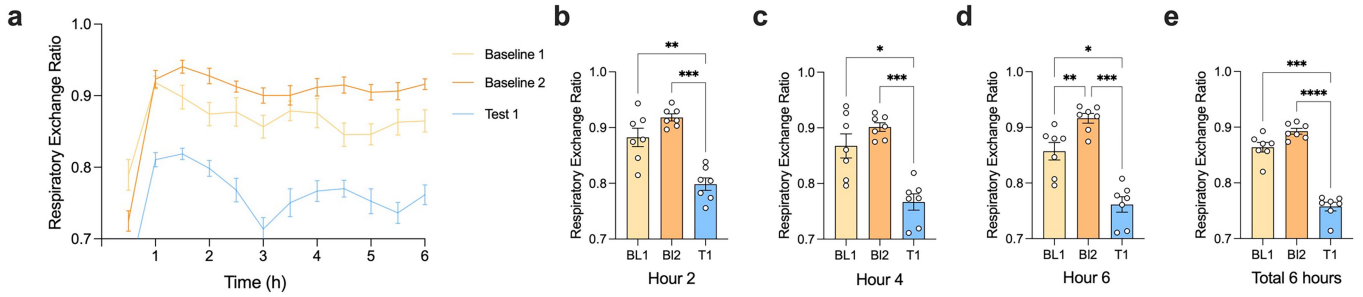 a
Respiratory Exchange Ratio
1.0
0.9
0.8
0.7
0
1
2
3
4
5
6
Time (h)
Baseline 1
Baseline 2
Test 1
b
Respiratory Exchange Ratio
1.0
0.9
0.8
0.7
**
***
BL1
Bl2
T1
Hour 2
c
Respiratory Exchange Ratio
1.0
0.9
0.8
0.7
*
***
BL1
Bl2
T1
Hour 4
d
Respiratory Exchange Ratio
1.0
0.9
0.8
0.7
*
**
***
BL1
Bl2
T1
Hour 6
e
Respiratory Exchange Ratio
1.0
0.9
0.8
0.7
***
****
BL1
Bl2
T1
Total 6 hours